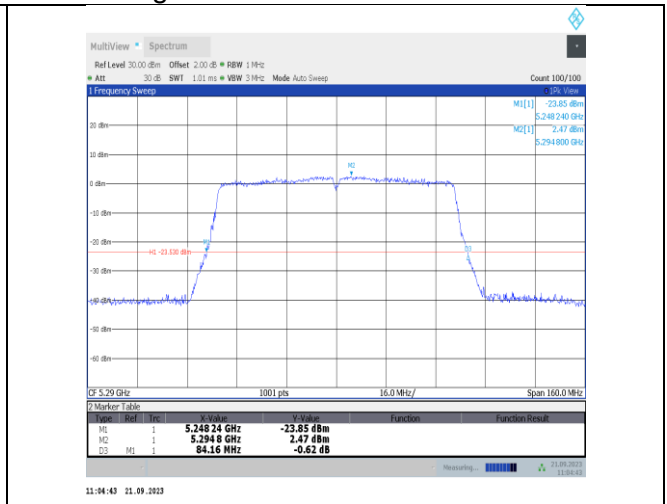 MultiView Spectrum
Ref Level 30.00 dBm Offset 2.00 dB RBW 1 MHz
Att 30 dB SWT 1.01 ms VBW 3 MHz Mode Auto Sweep Count 100/100
1 Frequency Sweep 1Pk View
M1[1] -23.85 dBm
5.248240 GHz
M2[1] 2.47 dBm
5.294800 GHz
20 dBm
10 dBm
M2
0 dBm
-10 dBm
-20 dBm
M1
D3
H1 -23.530 dBm
-30 dBm
-40 dBm
-50 dBm
-60 dBm
CF 5.29 GHz 1001 pts 16.0 MHz/ Span 160.0 MHz
2 Marker Table
Type Ref Trc X-Value Y-Value Function Function Result
M1 1 5.248 24 GHz -23.85 dBm
M2 1 5.294 8 GHz 2.47 dBm
D3 M1 1 84.16 MHz -0.62 dB
Measuring... 21.09.2023
11:04:43
11:04:43 21.09.2023